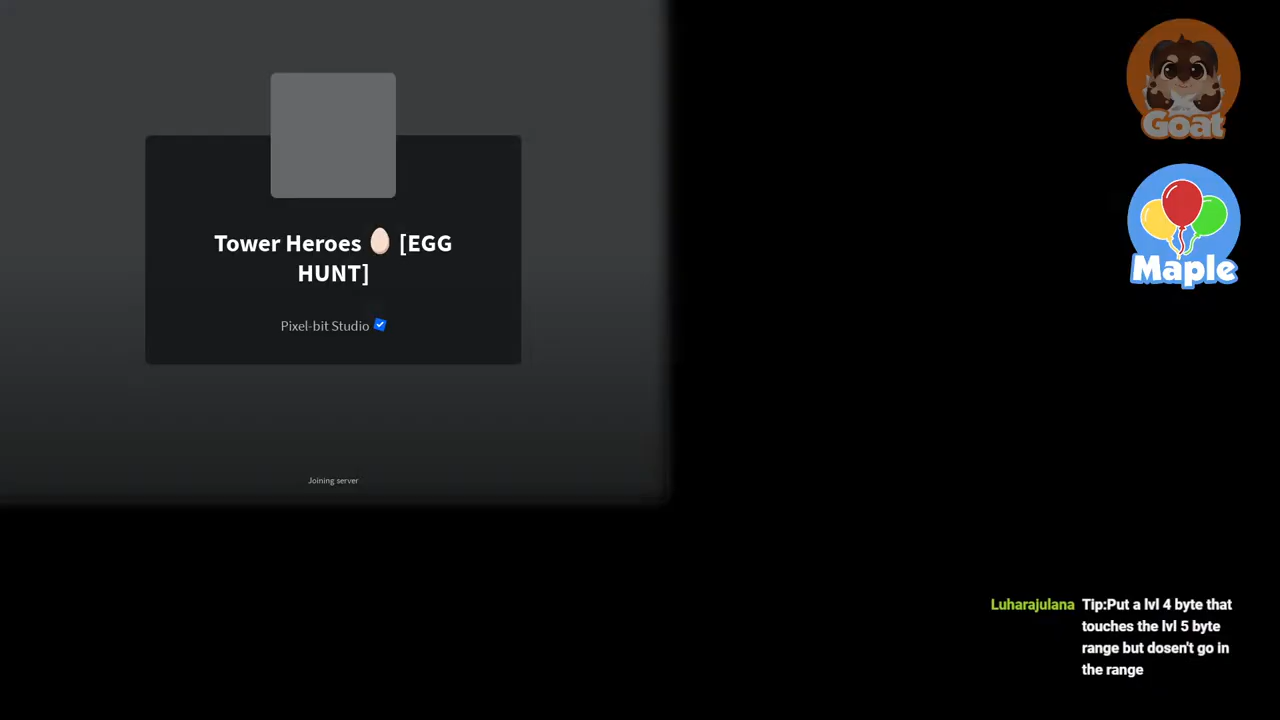 Goat
Maple
Tower Heroes 🥚 [EGG
HUNT]
Pixel-bit Studio
Joining server
Luharajulana Tip:Put a lvl 4 byte that
touches the lvl 5 byte
range but dosen't go in
the range